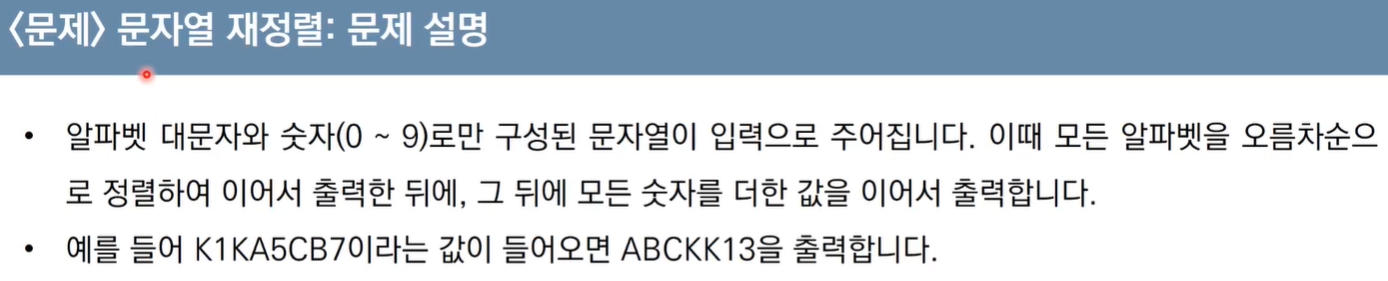 <문제> 문자열 재정렬: 문제 설명
• 알파벳 대문자와 숫자(0 ~ 9)로만 구성된 문자열이 입력으로 주어집니다. 이때 모든 알파벳을 오름차순으
로 정렬하여 이어서 출력한 뒤에, 그 뒤에 모든 숫자를 더한 값을 이어서 출력합니다.
• 예를 들어 K1KA5CB7이라는 값이 들어오면 ABCKK13을 출력합니다.